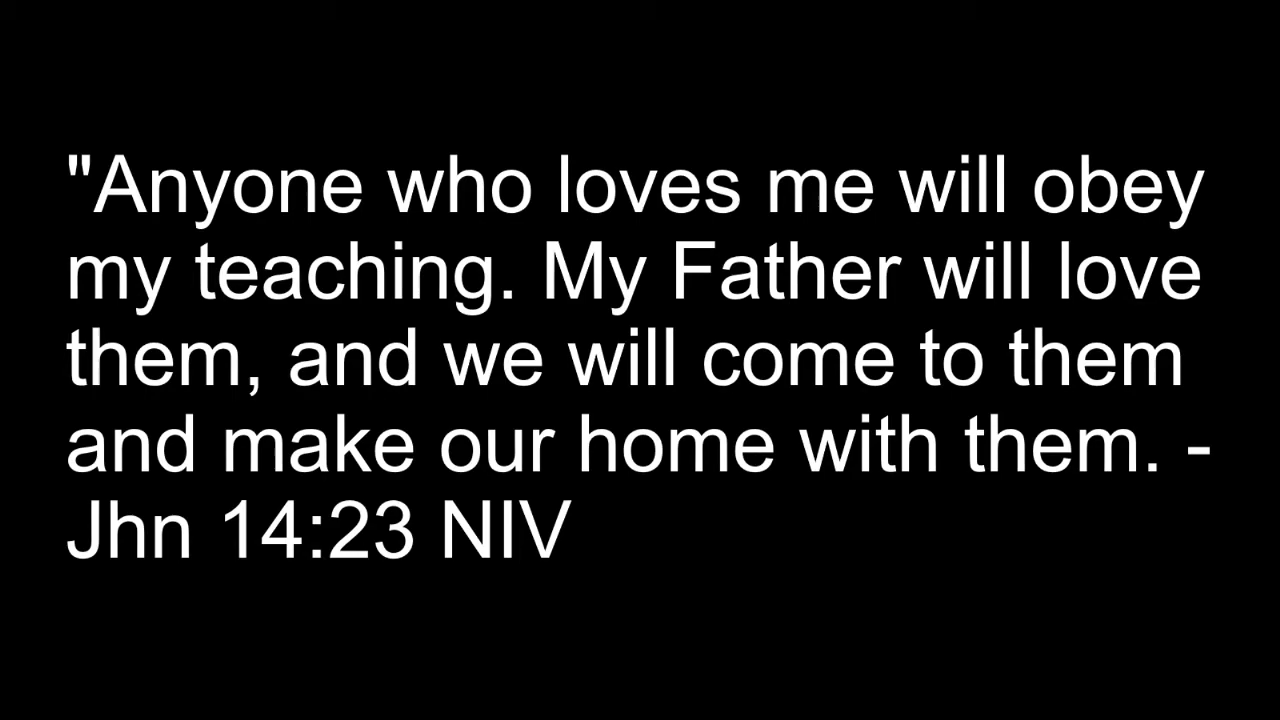 "Anyone who loves me will obey
my teaching. My Father will love
them, and we will come to them
and make our home with them. -
Jhn 14:23 NIV